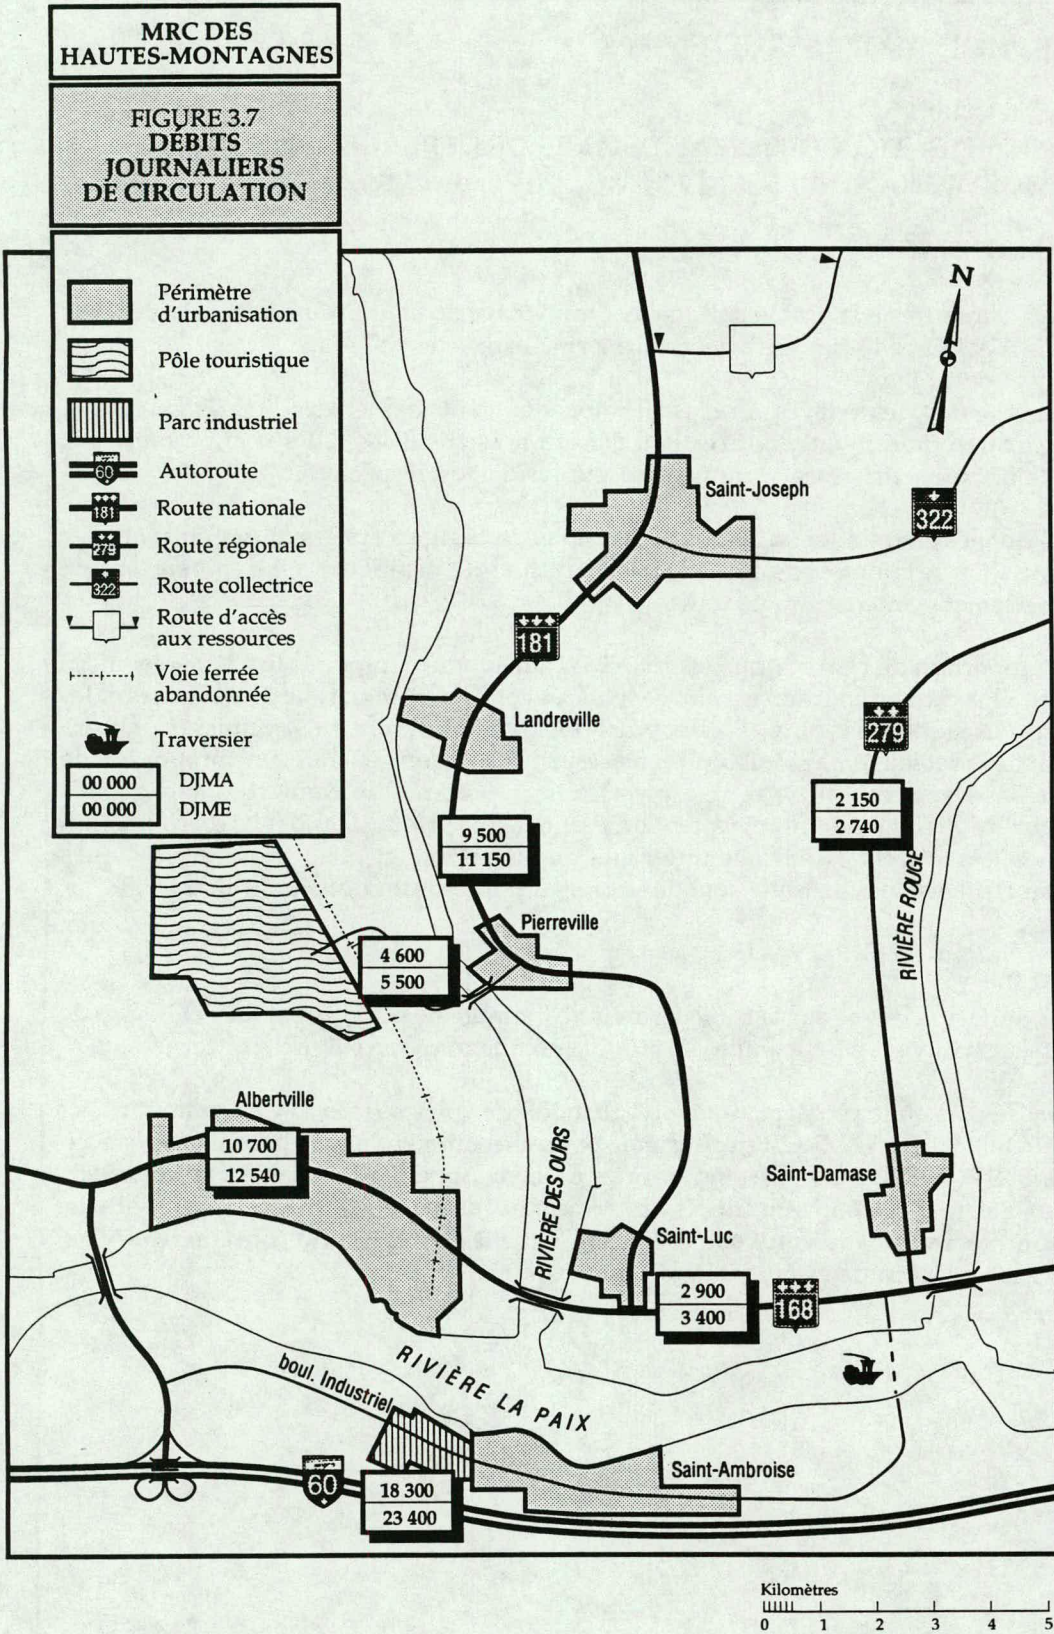 MRC DES
HAUTES-MONTAGNES
FIGURE 3.7
DÉBITS
JOURNALIERS
DE CIRCULATION
Périmètre
d'urbanisation
Pôle touristique
Parc industriel
60
Autoroute
181
Route nationale
279
Route régionale
322
Route collectrice
Route d'accès
aux ressources
Voie ferrée
abandonnée
Traversier
00 000 DJMA
00 000 DJME
N
Saint-Joseph
322
181
Landreville
279
2 150
2 740
9 500
11 150
RIVIÈRE ROUGE
Pierreville
4 600
5 500
Albertville
10 700
12 540
RIVIÈRE DES OURS
Saint-Damase
Saint-Luc
2 900
3 400
168
RIVIÈRE LA PAIX
boul. Industriel
Saint-Ambroise
60
18 300
23 400
Kilomètres
0 1 2 3 4 5